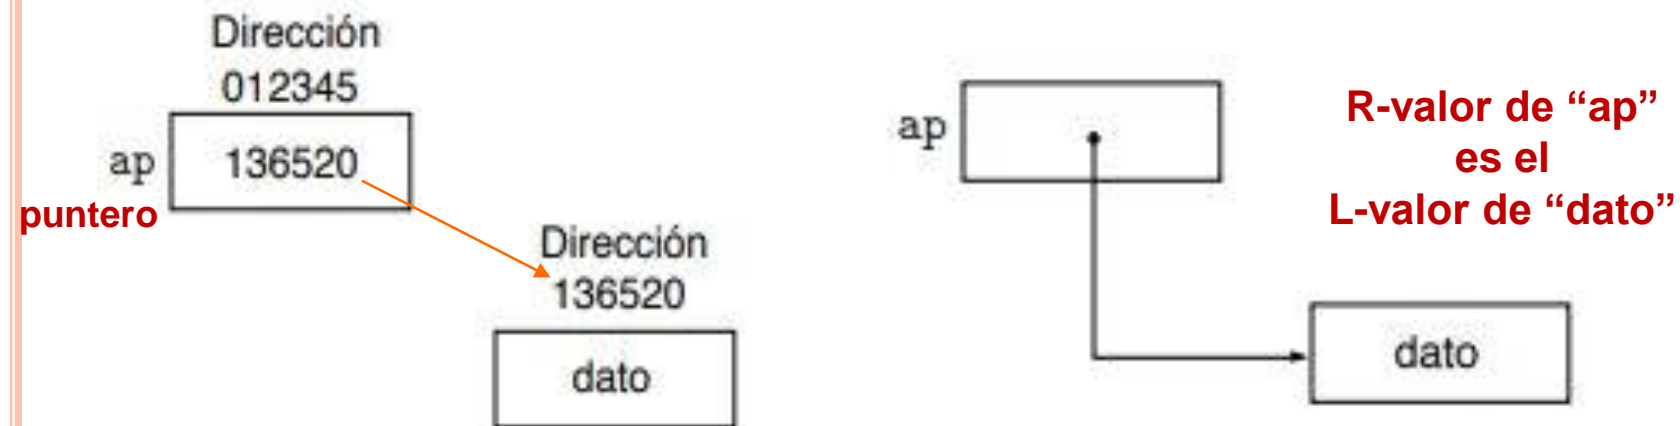 Dirección
012345
ap
136520
puntero
Dirección
136520
dato
ap
R-valor de “ap”
es el
L-valor de “dato”
dato